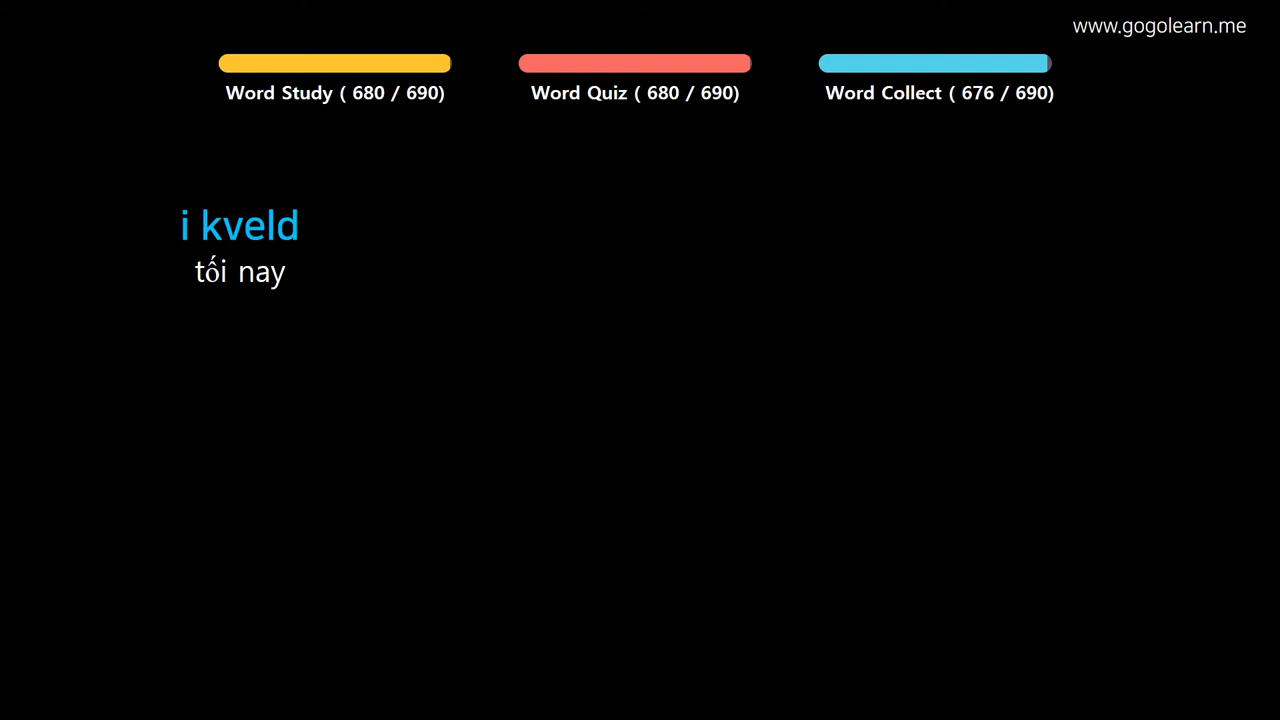 www.gogolearn.me
Word Study ( 680 / 690)
Word Quiz ( 680 / 690)
Word Collect ( 676 / 690)
i kveld
tối nay